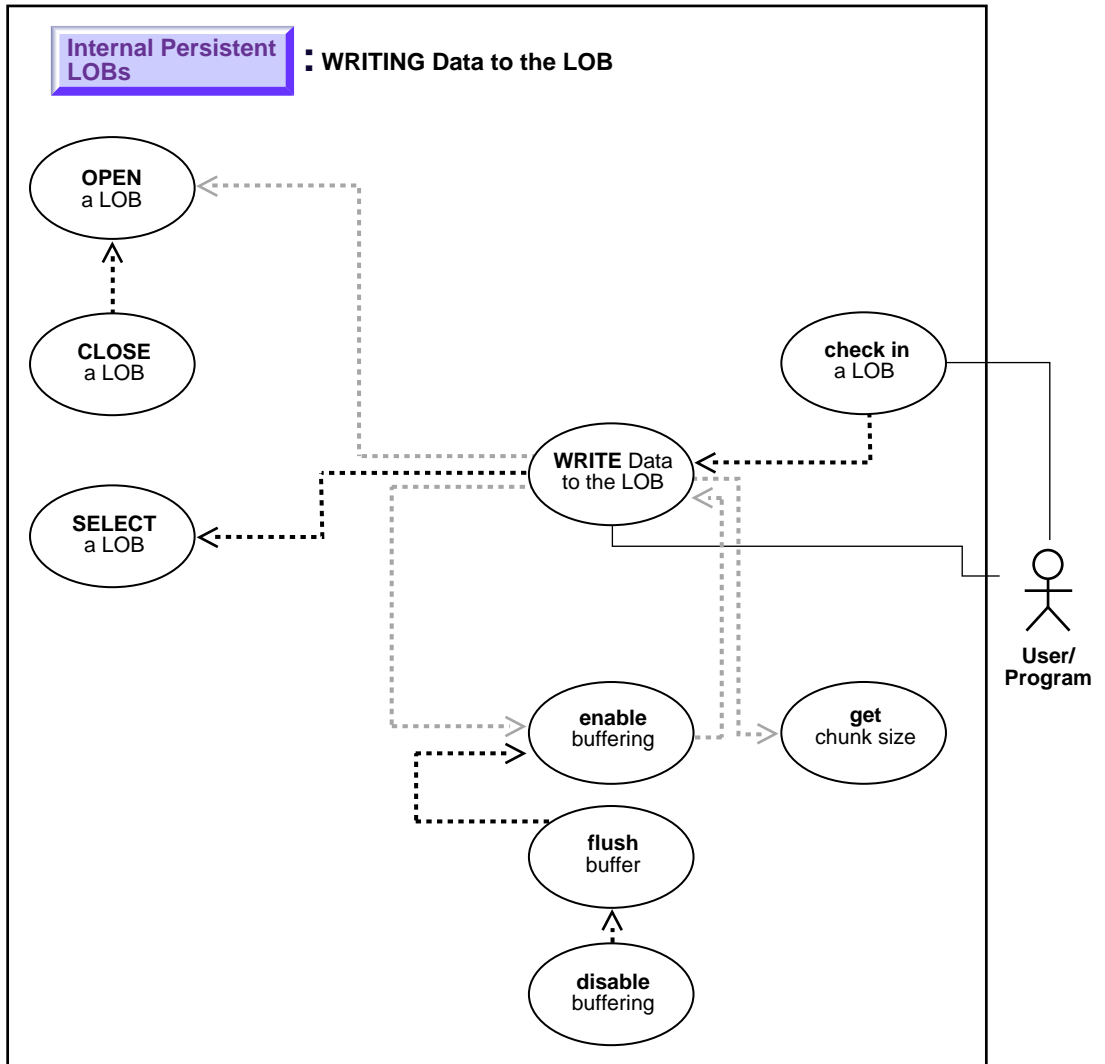 Internal Persistent
LOBs
: WRITING Data to the LOB
OPEN
a LOB
CLOSE
a LOB
check in
a LOB
WRITE Data
to the LOB
SELECT
a LOB
User/
Program
enable
buffering
get
chunk size
flush
buffer
disable
buffering